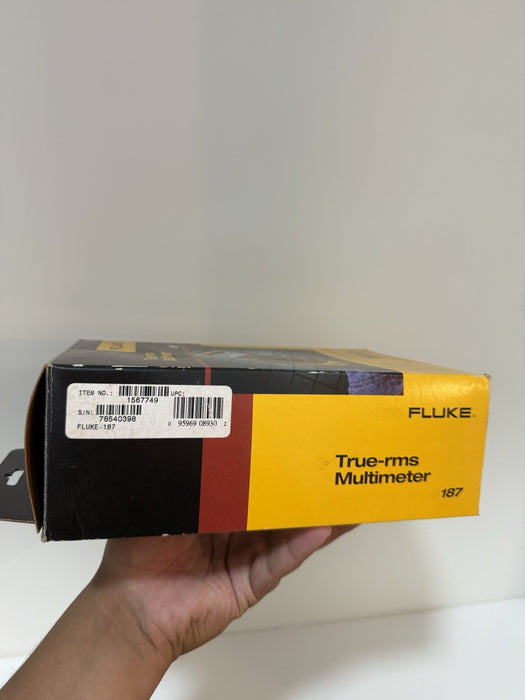 ITEM NO.:
1567749
UPC:
S/N:
78540398
FLUKE-187
0 95969 08930 2
FLUKE.
True-rms
Multimeter
187